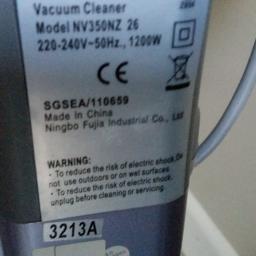 Vacuum Cleaner
Model NV350NZ 26
220-240V~50Hz, 1200W
CE
SGSEA/110659
Made In China
Ningbo Fujia Industrial Co., Ltd
WARNING:
- To reduce the risk of electric shock, Do
not use outdoors or on wet surfaces.
- To reduce the risk of electric shock,
unplug before cleaning or servicing.
3213A